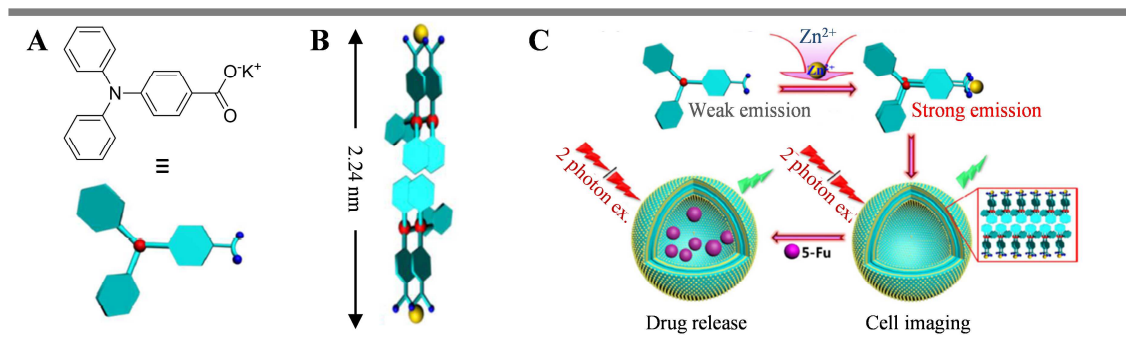 A
O⁻K⁺
N
O
≡
B
2.24 nm
C
Zn²⁺
Zn²⁺
Weak emission
Strong emission
2 photon ex.
2 photon ex.
5-Fu
Drug release
Cell imaging